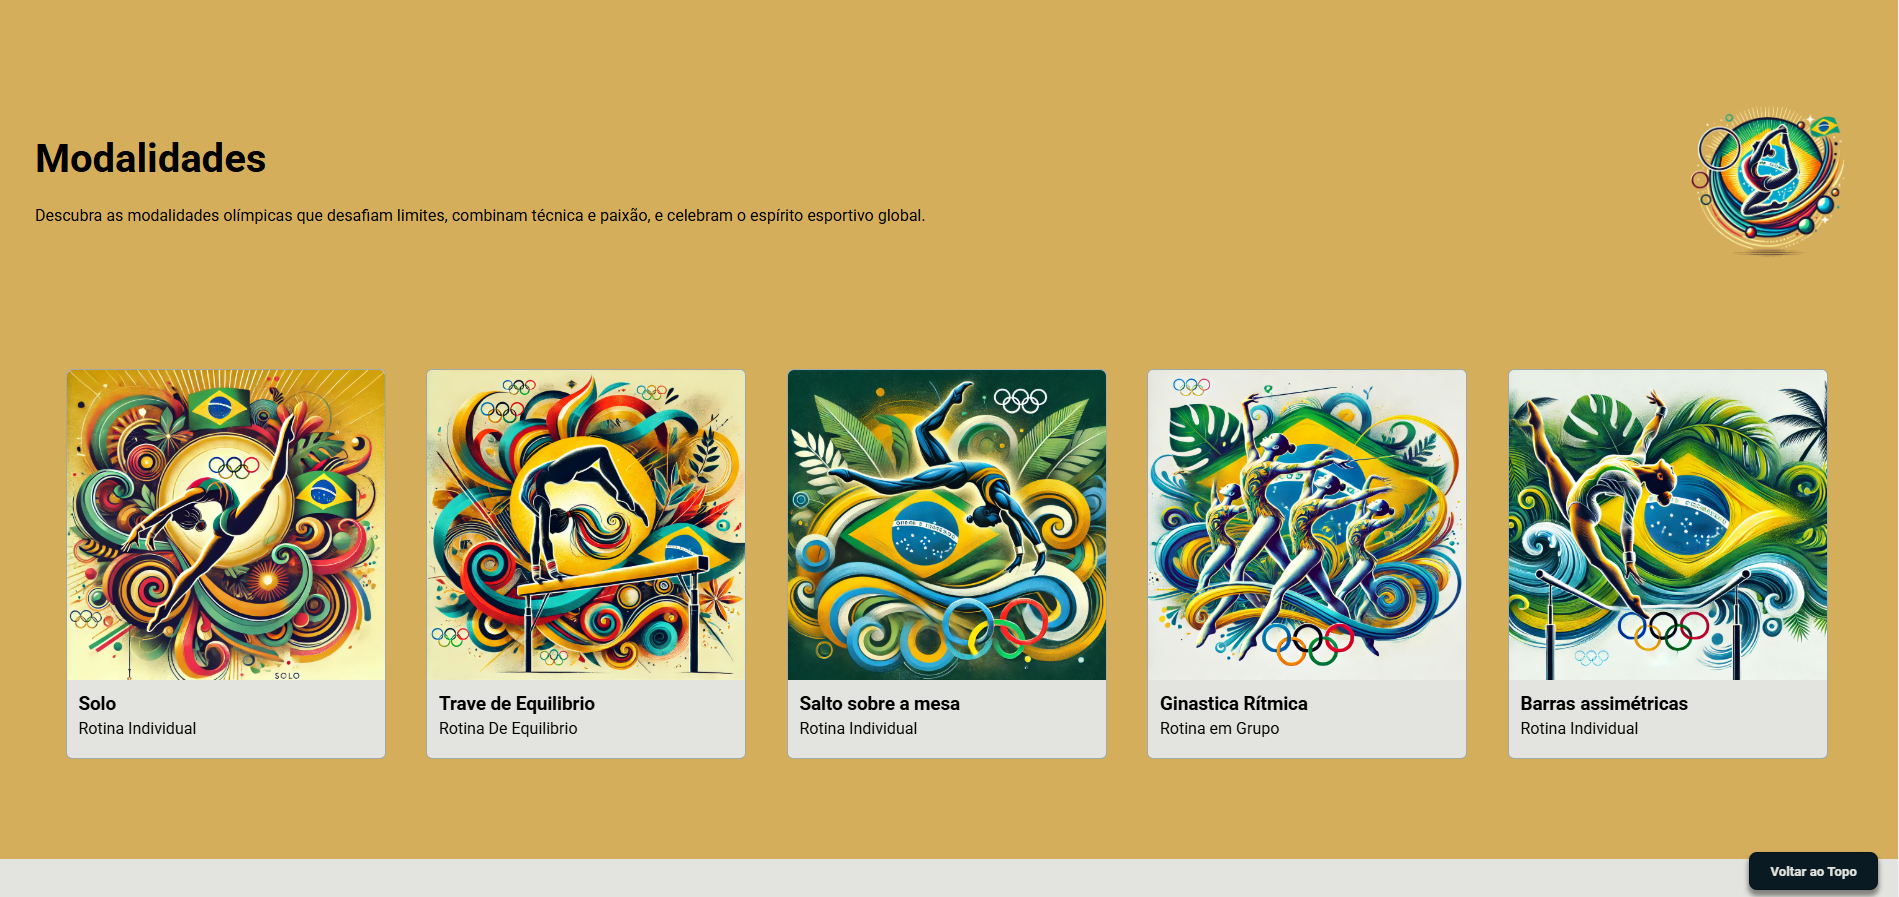 Modalidades
Descubra as modalidades olímpicas que desafiam limites, combinam técnica e paixão, e celebram o espírito esportivo global.
SOLO
Solo
Rotina Individual
Trave de Equilibrio
Rotina De Equilibrio
Salto sobre a mesa
Rotina Individual
Ginastica Rítmica
Rotina em Grupo
Barras assimétricas
Rotina Individual
Voltar ao Topo